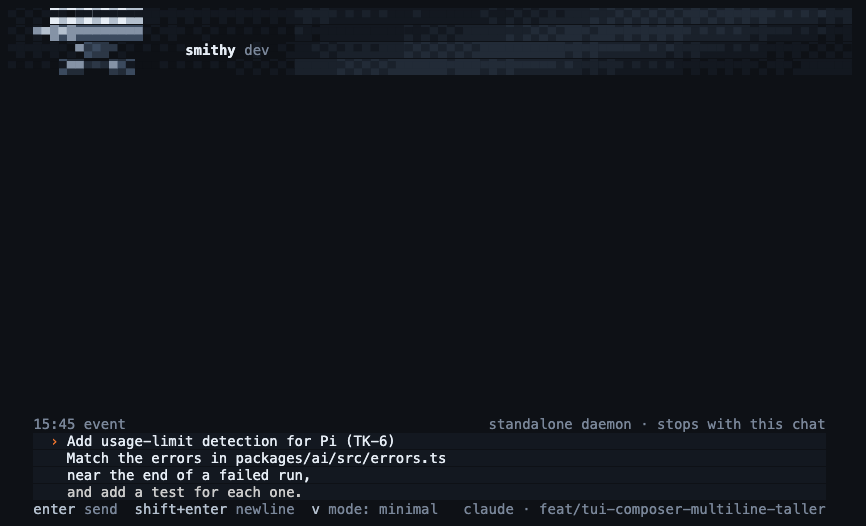 smithy dev
15:45 event standalone daemon · stops with this chat
› Add usage-limit detection for Pi (TK-6)
Match the errors in packages/ai/src/errors.ts
near the end of a failed run,
and add a test for each one.
enter send shift+enter newline v mode: minimal claude · feat/tui-composer-multiline-taller